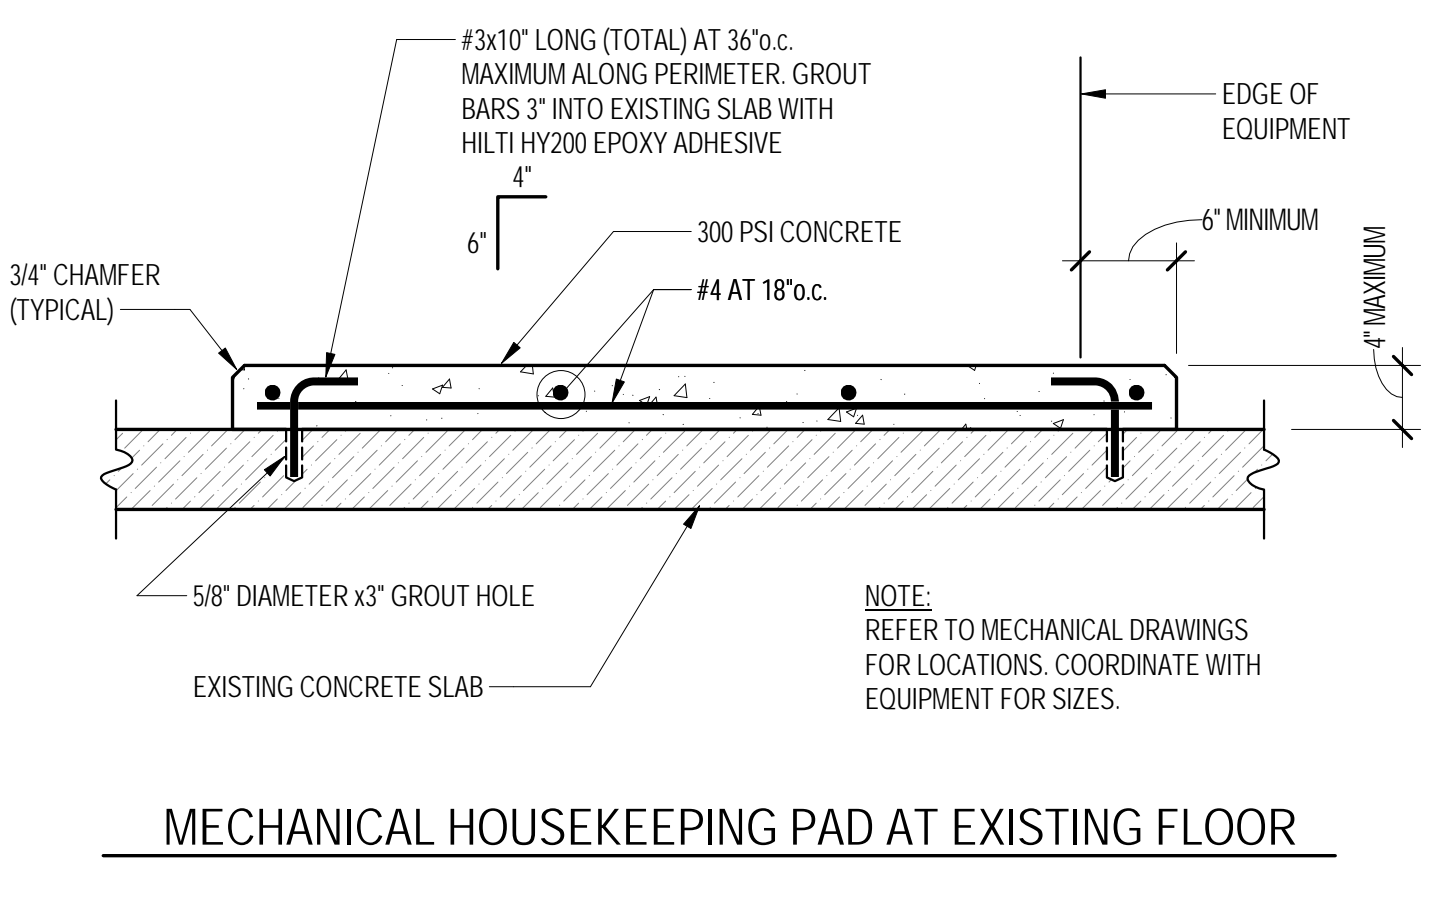 #3x10" LONG (TOTAL) AT 36"o.c.
MAXIMUM ALONG PERIMETER. GROUT
BARS 3" INTO EXISTING SLAB WITH
HILTI HY200 EPOXY ADHESIVE
4"
6"
EDGE OF
EQUIPMENT
300 PSI CONCRETE
6" MINIMUM
4" MAXIMUM
#4 AT 18"o.c.
3/4" CHAMFER
(TYPICAL)
5/8" DIAMETER x3" GROUT HOLE
EXISTING CONCRETE SLAB
NOTE:
REFER TO MECHANICAL DRAWINGS
FOR LOCATIONS. COORDINATE WITH
EQUIPMENT FOR SIZES.
MECHANICAL HOUSEKEEPING PAD AT EXISTING FLOOR